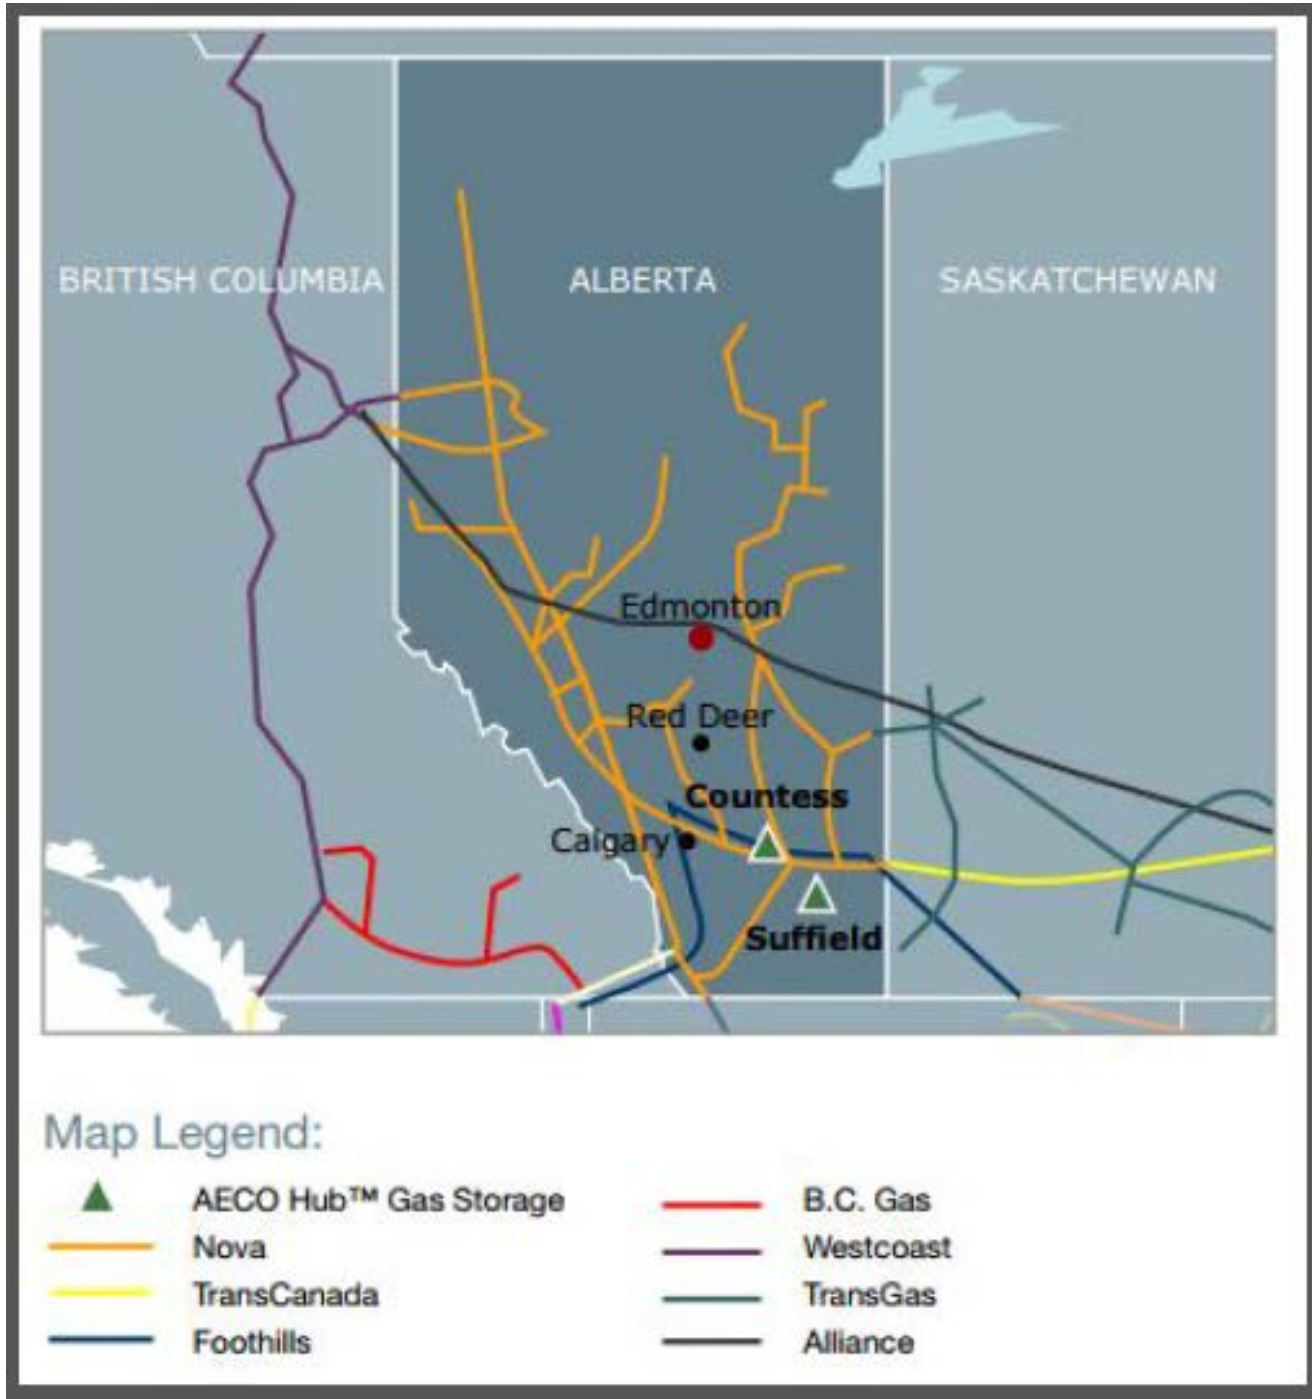 BRITISH COLUMBIA
ALBERTA
SASKATCHEWAN
Edmonton
Red Deer
Countess
Calgary
Suffield
Map Legend:
AECO Hub™ Gas Storage
Nova
TransCanada
Foothills
B.C. Gas
Westcoast
TransGas
Alliance